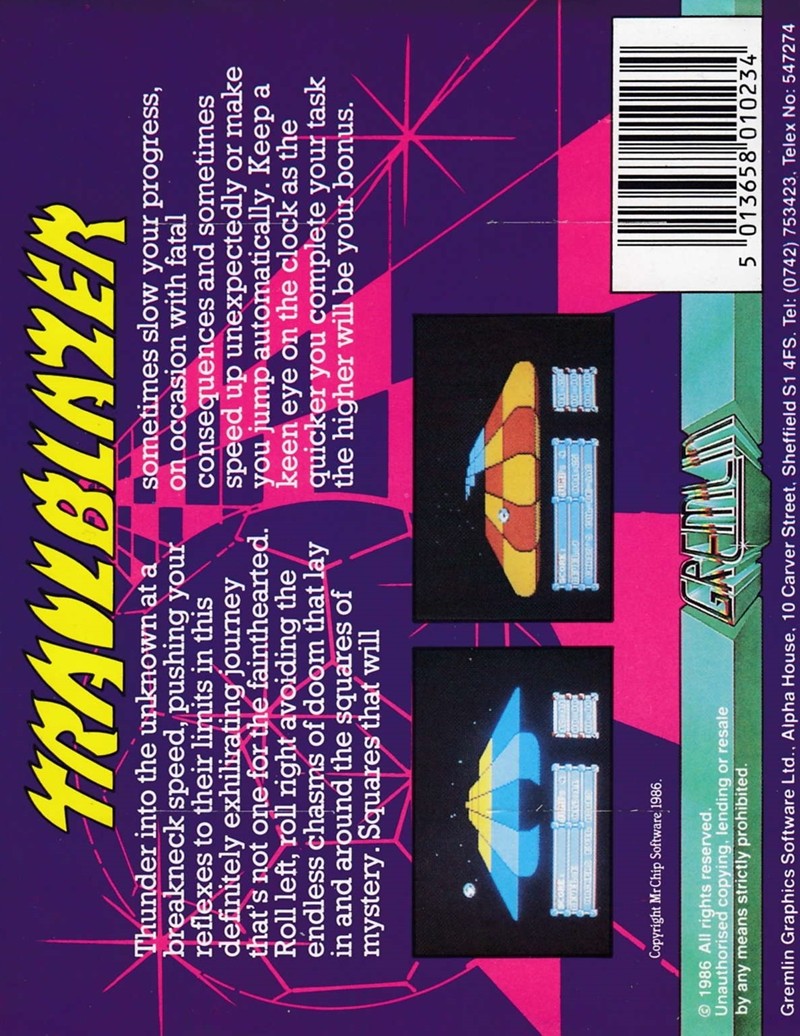 TRAILBLAZER
Thunder into the unknown at a
breakneck speed, pushing your
reflexes to their limits in this
definitely exhilirating journey
that's not one for the fainthearted.
Roll left, roll right avoiding the
endless chasms of doom that lay
in and around the squares of
mystery. Squares that will
sometimes slow your progress,
on occasion with fatal
consequences and sometimes
speed up unexpectedly or make
you jump automatically. Keep a
keen eye on the clock as the
quicker you complete your task
the higher will be your bonus.
Copyright Mr.Chip Software,1986.
© 1986 All rights reserved.
Unauthorised copying, lending or resale
by any means strictly prohibited.
GREMLIN
5 013658 010234
Gremlin Graphics Software Ltd., Alpha House, 10 Carver Street, Sheffield S1 4FS. Tel: (0742) 753423. Telex No: 547274